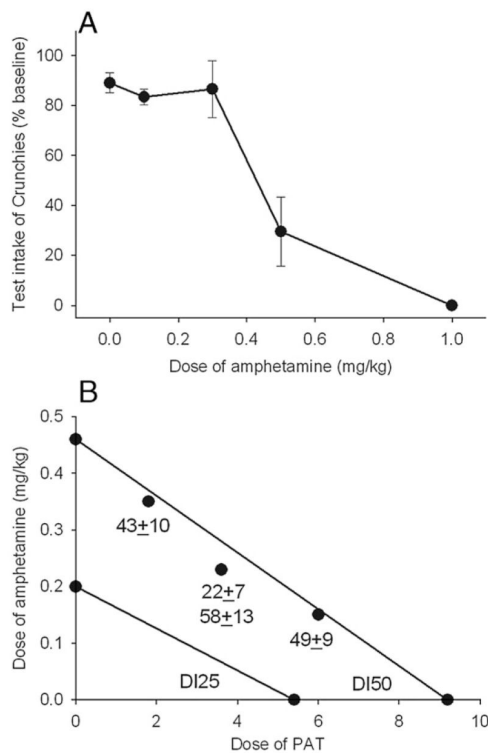 A
Test intake of Crunchies (% baseline)
100
80
60
40
20
0
0.0 0.2 0.4 0.6 0.8 1.0
Dose of amphetamine (mg/kg)
B
Dose of amphetamine (mg/kg)
0.5
0.4
0.3
0.2
0.1
0.0
43±10
22±7
58±13
49±9
DI25 DI50
0 2 4 6 8 10
Dose of PAT